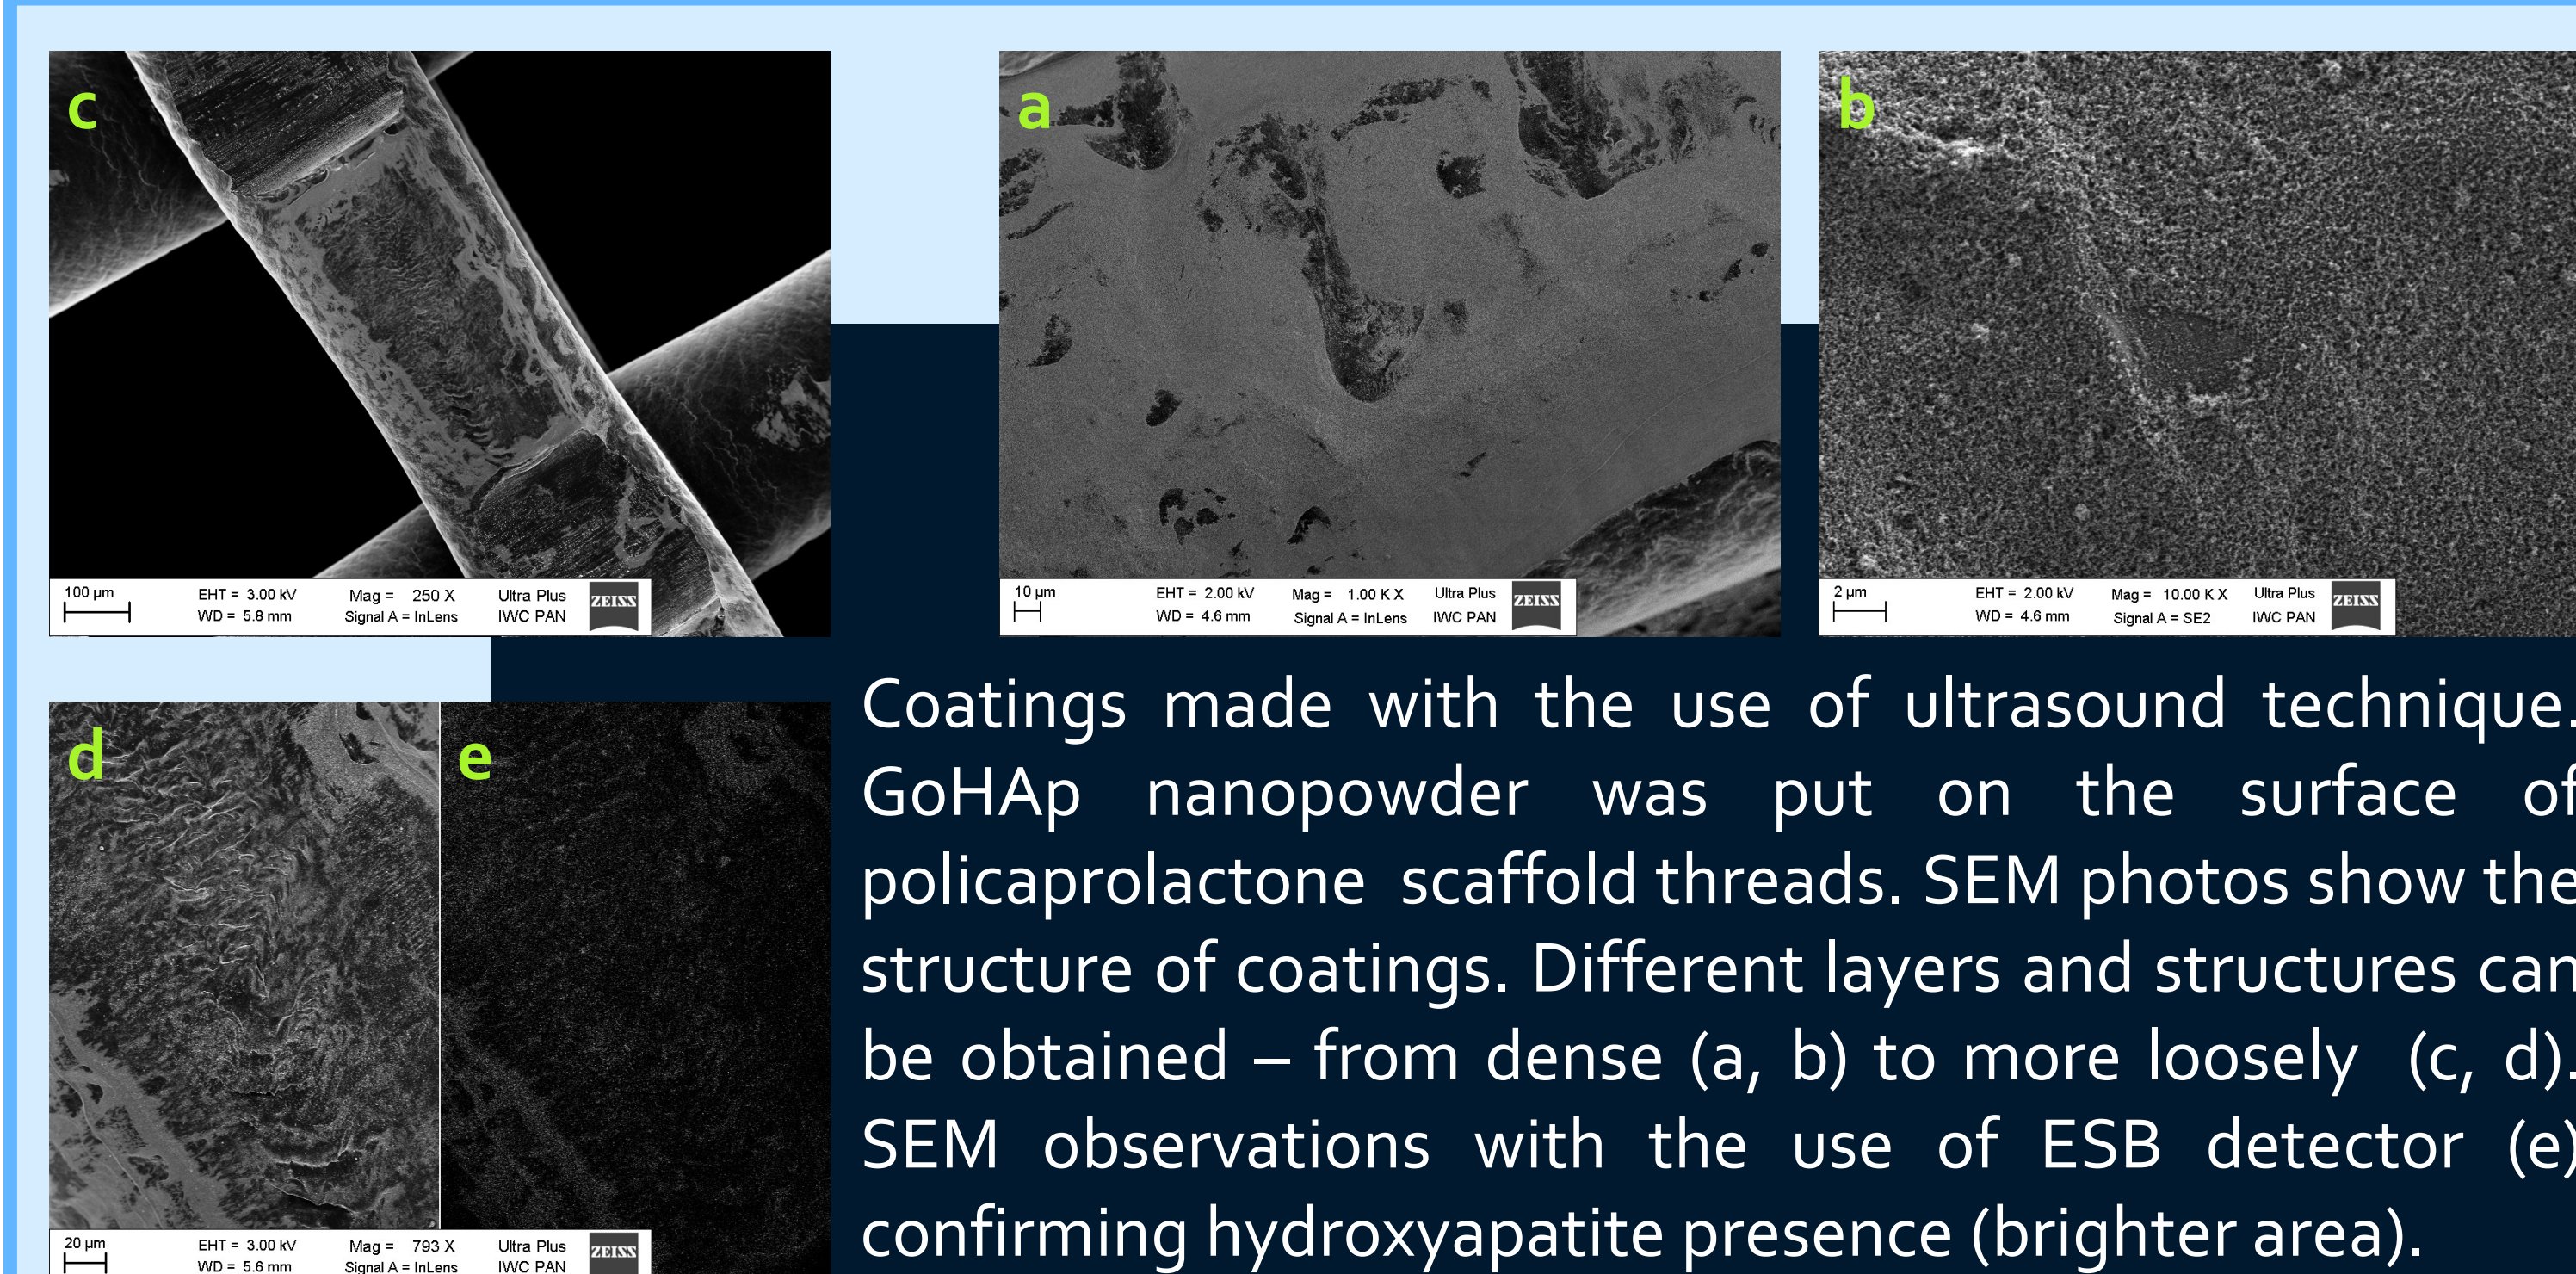 c
100 µm
EHT = 3.00 kV Mag = 250 X Ultra Plus
WD = 5.8 mm Signal A = InLens IWC PAN
ZEISS
a
10 µm
EHT = 2.00 kV Mag = 1.00 K X Ultra Plus
WD = 4.6 mm Signal A = InLens IWC PAN
ZEISS
b
2 µm
EHT = 2.00 kV Mag = 10.00 K X Ultra Plus
WD = 4.6 mm Signal A = SE2 IWC PAN
ZEISS
d
e
20 µm
EHT = 3.00 kV Mag = 793 X Ultra Plus
WD = 5.6 mm Signal A = InLens IWC PAN
ZEISS
Coatings made with the use of ultrasound technique.
GoHAp nanopowder was put on the surface of
policaprolactone scaffold threads. SEM photos show the
structure of coatings. Different layers and structures can
be obtained – from dense (a, b) to more loosely (c, d).
SEM observations with the use of ESB detector (e)
confirming hydroxyapatite presence (brighter area).